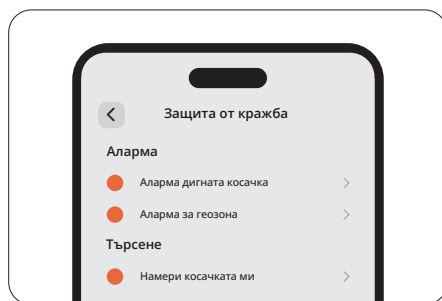 Защита от кражба
Аларма
Аларма дигната косачка
Аларма за геозона
Търсене
Намери косачката ми